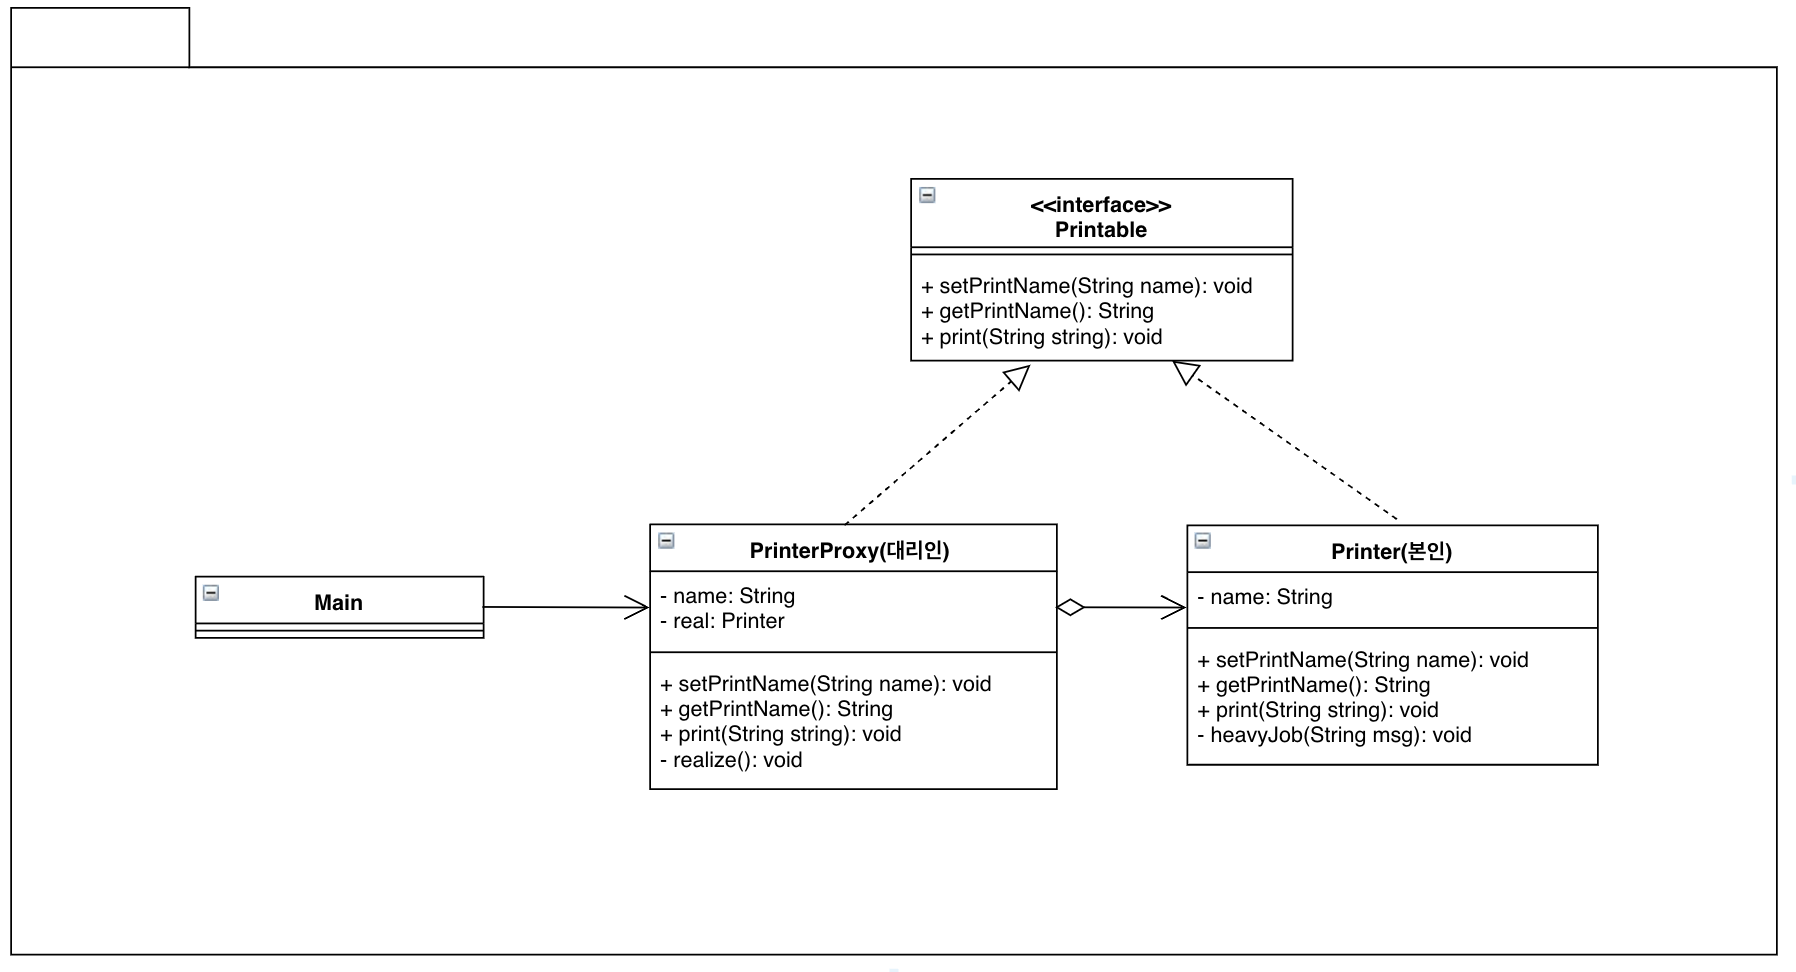 <<interface>>
Printable
+ setPrintName(String name): void
+ getPrintName(): String
+ print(String string): void
PrinterProxy(대리인)
- name: String
- real: Printer
+ setPrintName(String name): void
+ getPrintName(): String
+ print(String string): void
- realize(): void
Printer(본인)
- name: String
+ setPrintName(String name): void
+ getPrintName(): String
+ print(String string): void
- heavyJob(String msg): void
Main